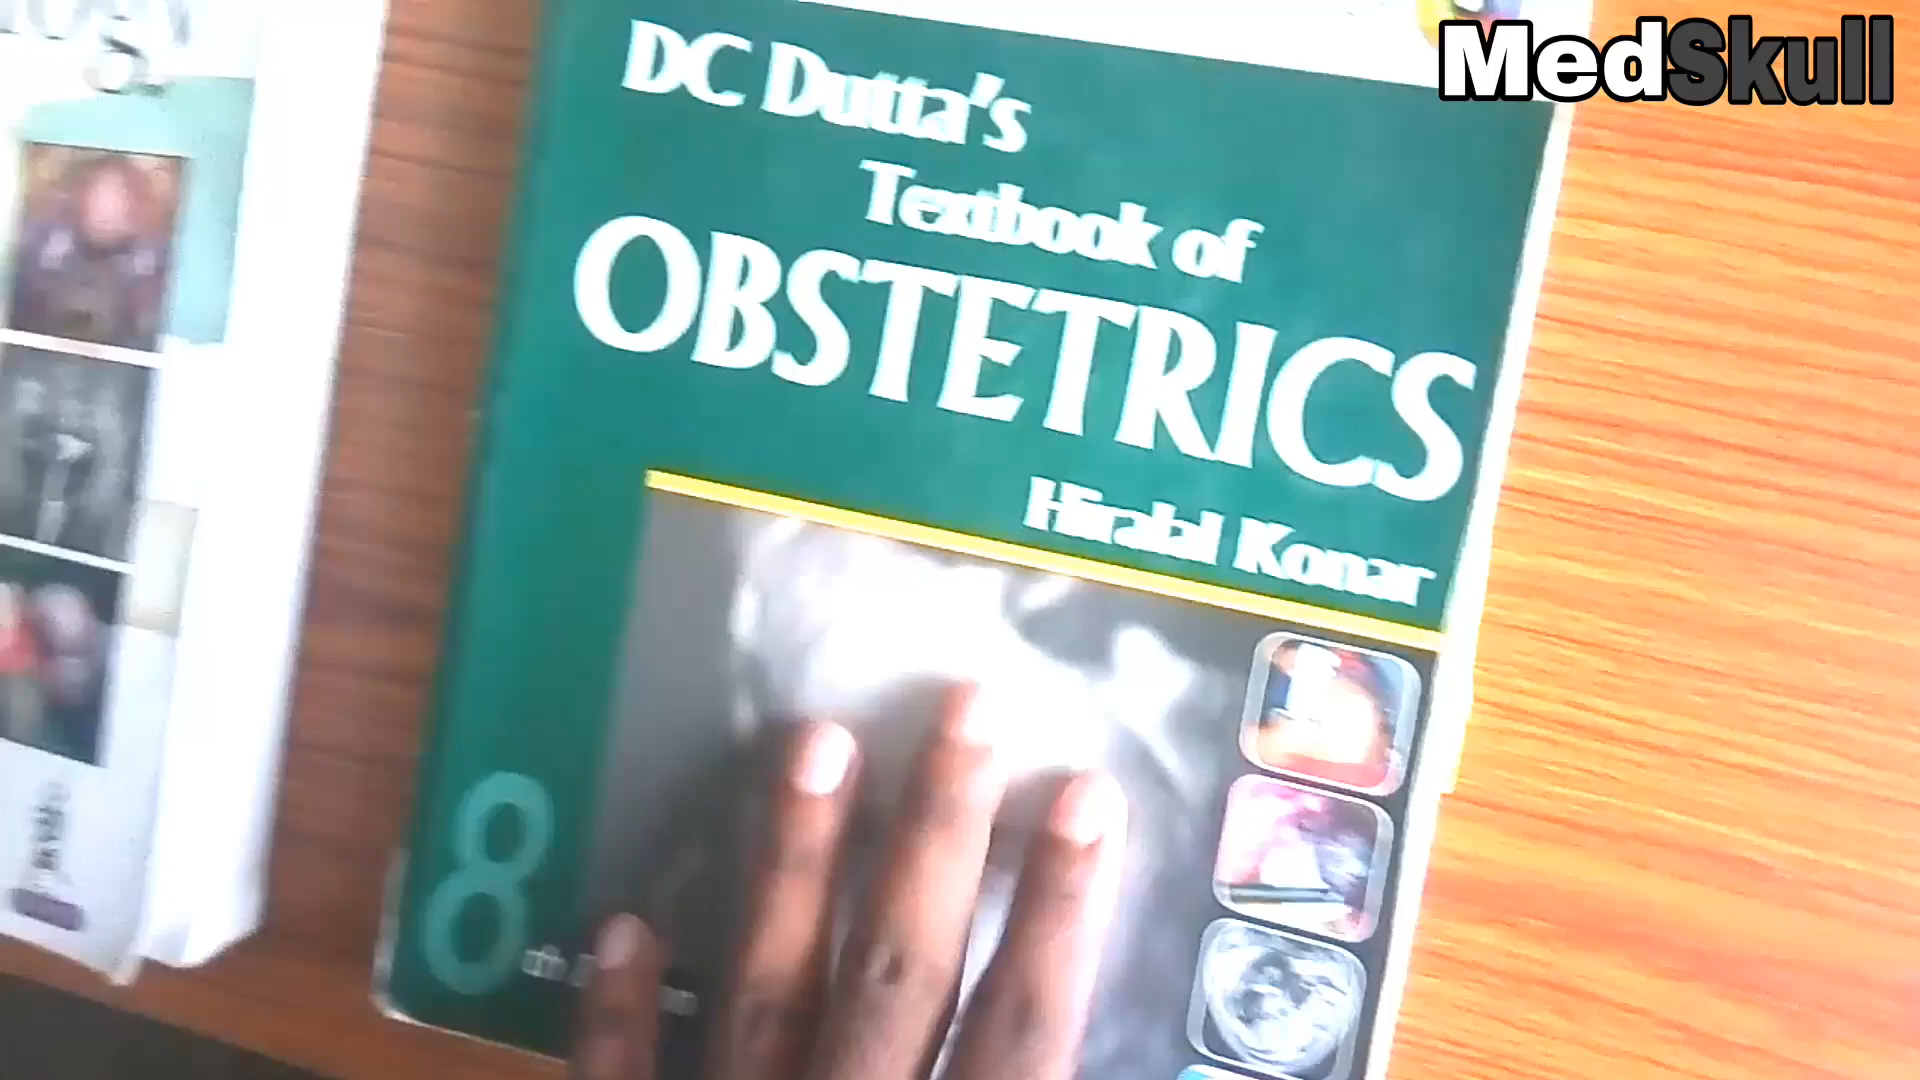 MedSkull
DC Dutta's
Textbook of
OBSTETRICS
Hiralal Konar
8